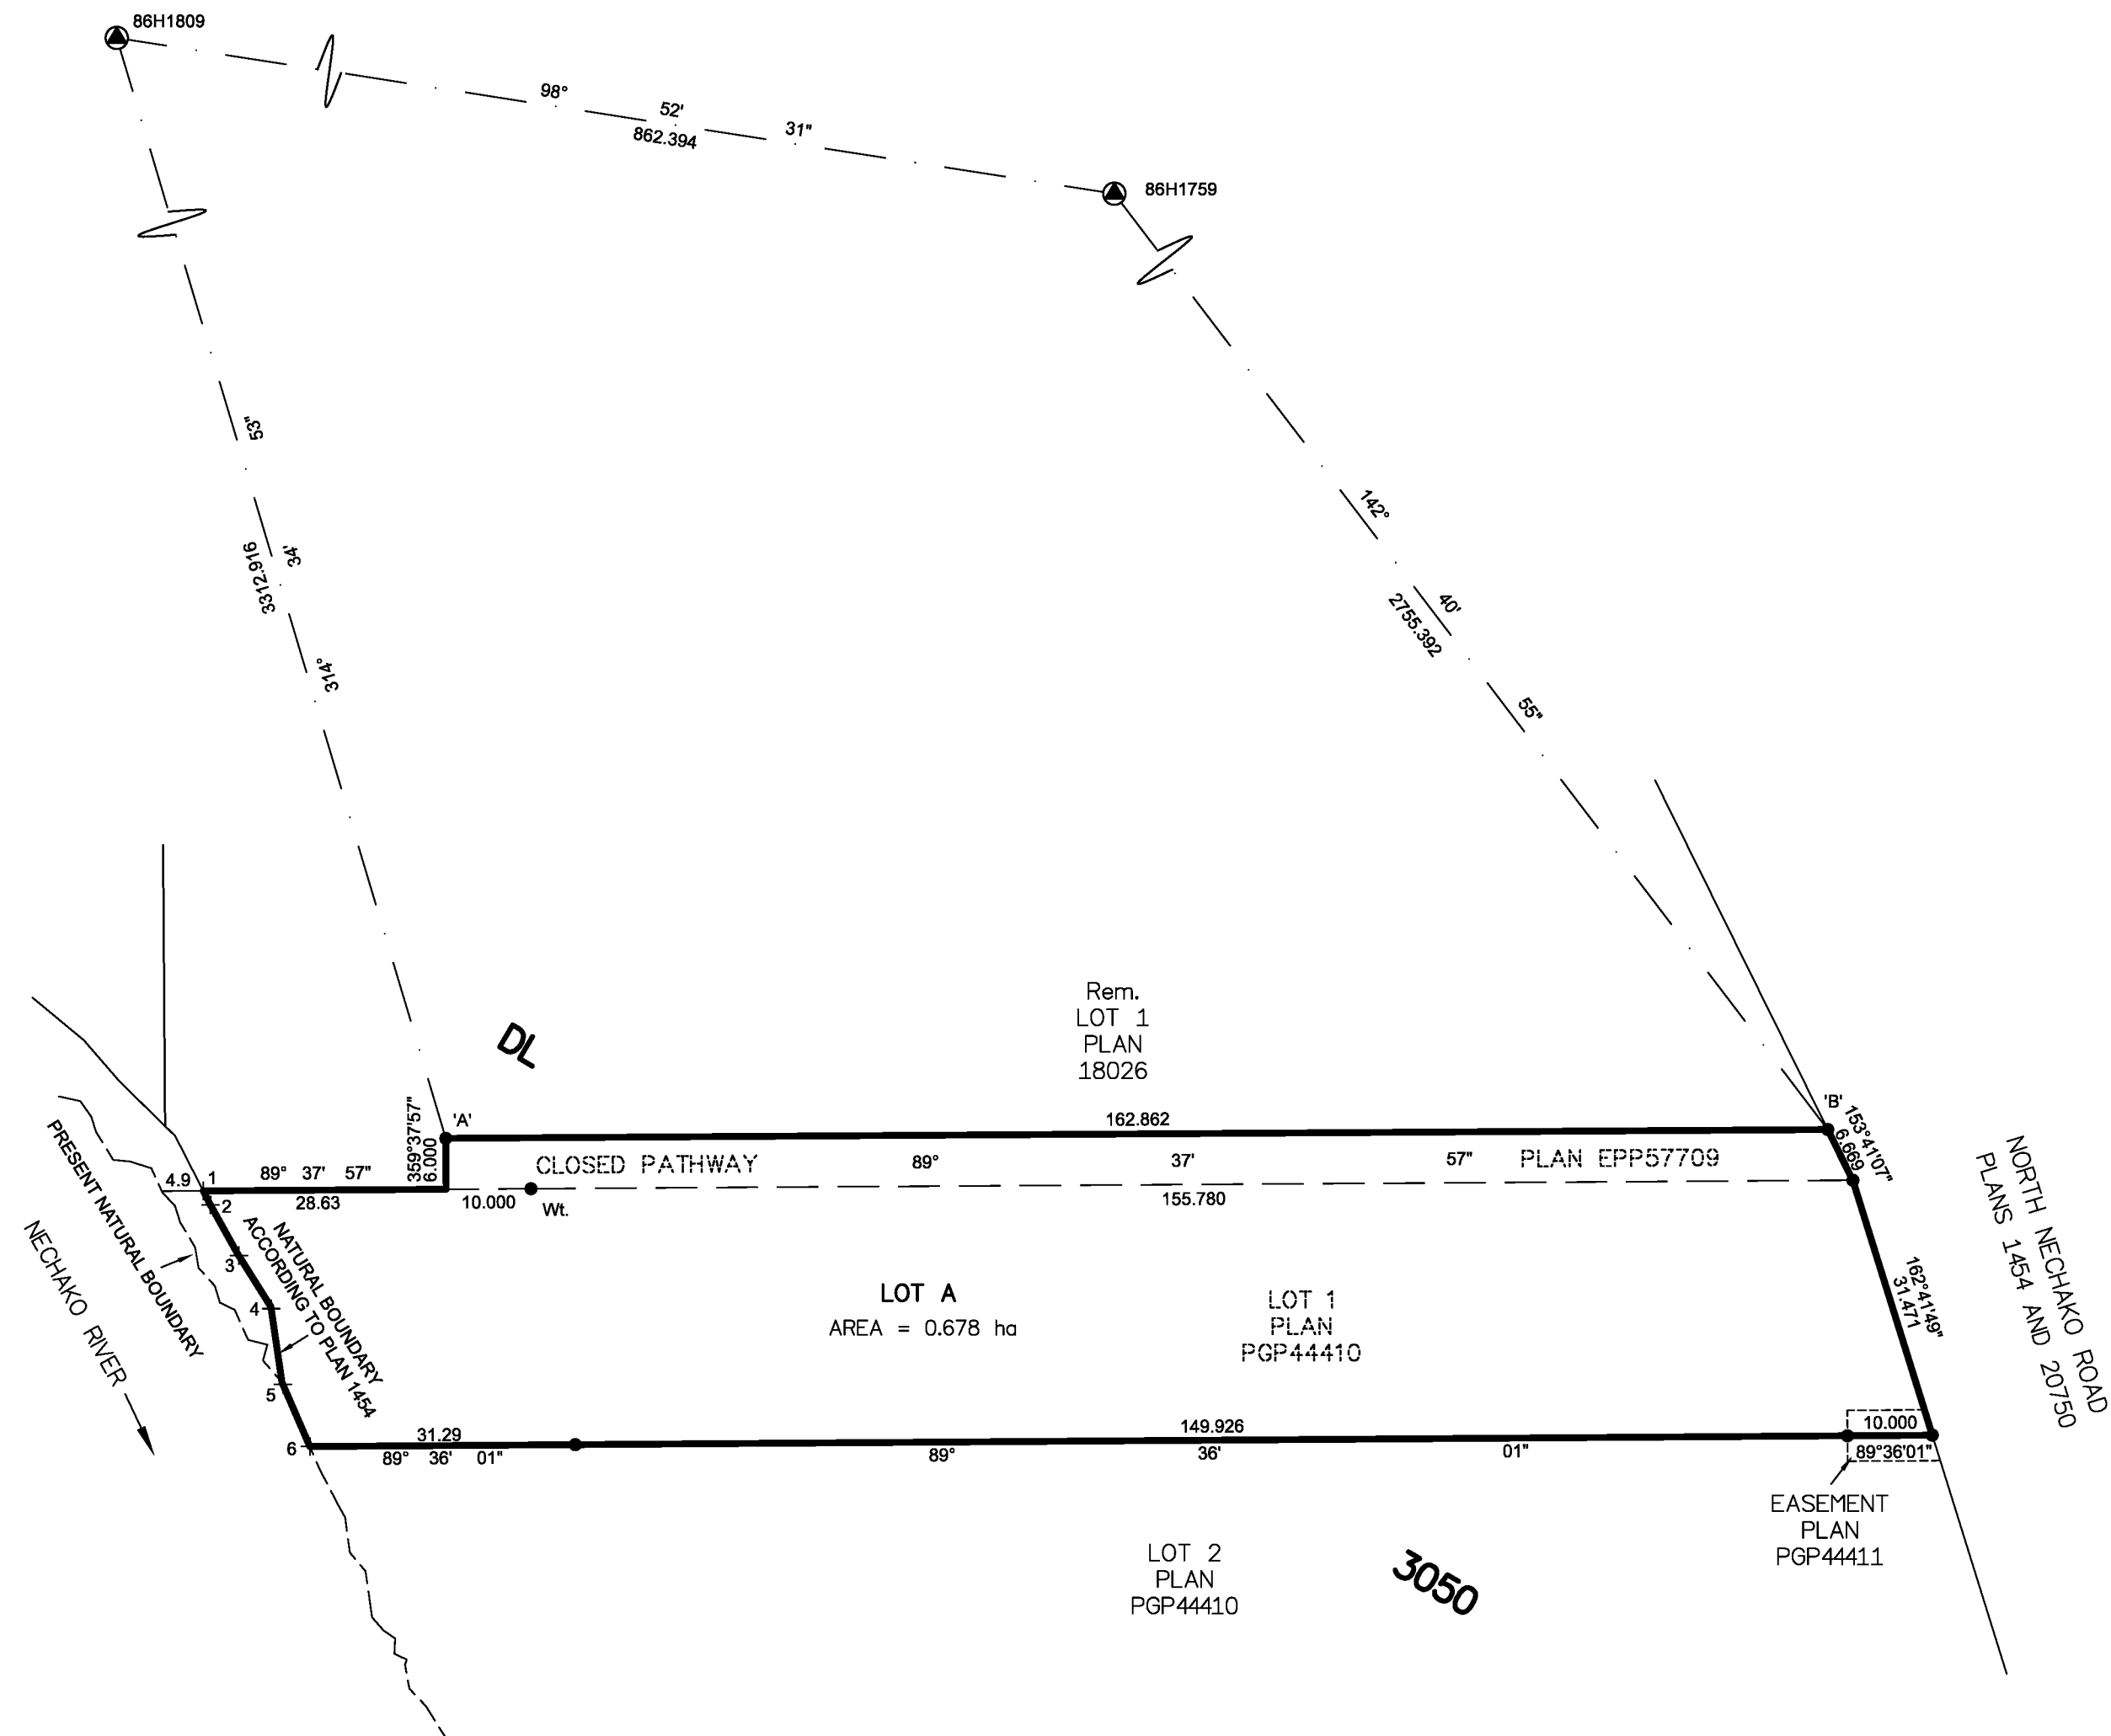 86H1809
98° 52' 31"
862.394
86H1759
53"
34'
314°
3312.916
142° 40' 55"
2755.392
DL
Rem.
LOT 1
PLAN
18026
'A'
162.862
'B'
359°37'57"
6.000
153°41'07"
6.669
CLOSED PATHWAY
89° 37' 57"
PLAN EPP57709
4.9
1
89° 37' 57"
28.63
10.000
Wt.
155.780
2
3
4
5
6
PRESENT NATURAL BOUNDARY
NATURAL BOUNDARY
ACCORDING TO PLAN 1454
NECHAKO RIVER
LOT A
AREA = 0.678 ha
LOT 1
PLAN
PGP44410
162°41'49"
31.471
NORTH NECHAKO ROAD
PLANS 1454 AND 20750
31.29
89° 36' 01"
149.926
89° 36' 01"
10.000
89°36'01"
EASEMENT
PLAN
PGP44411
LOT 2
PLAN
PGP44410
3050